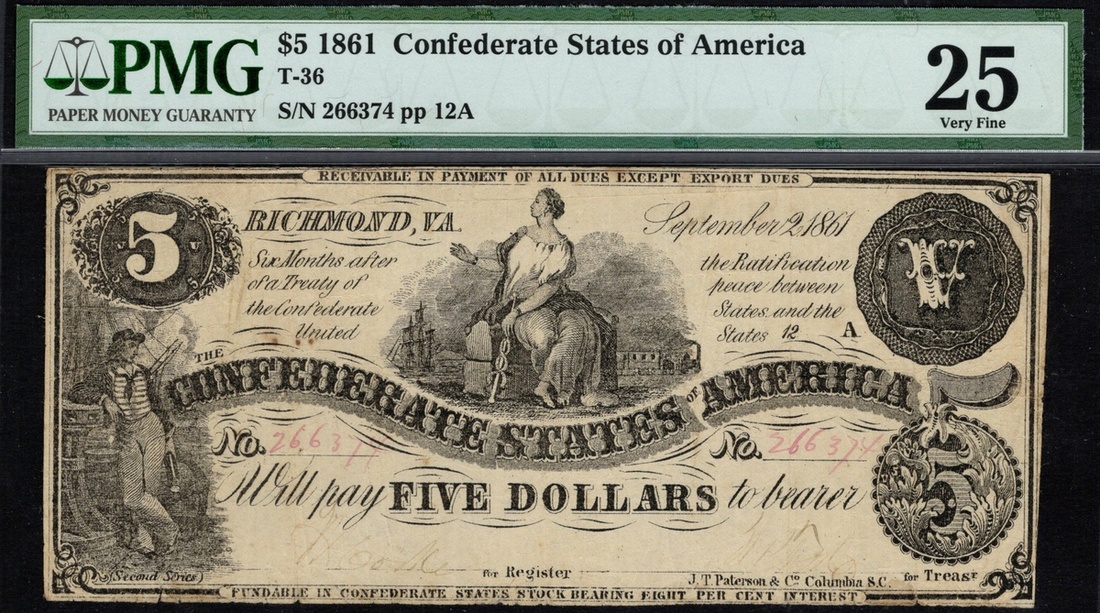 PMG
PAPER MONEY GUARANTY
$5 1861 Confederate States of America
T-36
S/N 266374 pp 12A
25
Very Fine
RECEIVABLE IN PAYMENT OF ALL DUES EXCEPT EXPORT DUES
5
RICHMOND, VA.
September 2, 1861
V
Six Months after the Ratification
of a Treaty of peace between
the Confederate States and the
United States 12 A
THE CONFEDERATE STATES OF AMERICA
No. 266374 No. 266374
Will pay FIVE DOLLARS to bearer
5
for Register
for Treasr
(Second Series)
J. T. Paterson & Co Columbia S.C.
FUNDABLE IN CONFEDERATE STATES STOCK BEARING EIGHT PER CENT INTEREST